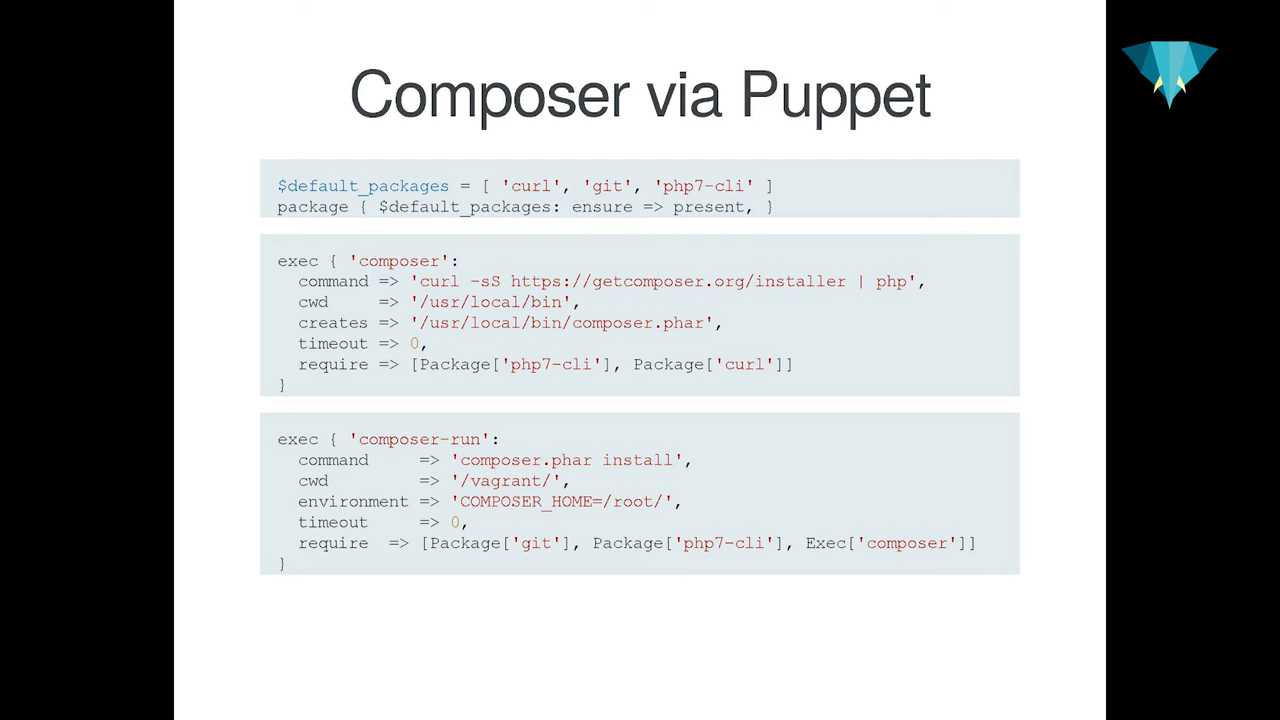 Composer via Puppet
$default_packages = [ 'curl', 'git', 'php7-cli' ]
package { $default_packages: ensure => present, }
exec { 'composer':
  command => 'curl -sS https://getcomposer.org/installer | php',
  cwd     => '/usr/local/bin',
  creates => '/usr/local/bin/composer.phar',
  timeout => 0,
  require => [Package['php7-cli'], Package['curl']]
}
exec { 'composer-run':
  command     => 'composer.phar install',
  cwd         => '/vagrant/',
  environment => 'COMPOSER_HOME=/root/',
  timeout     => 0,
  require  => [Package['git'], Package['php7-cli'], Exec['composer']]
}